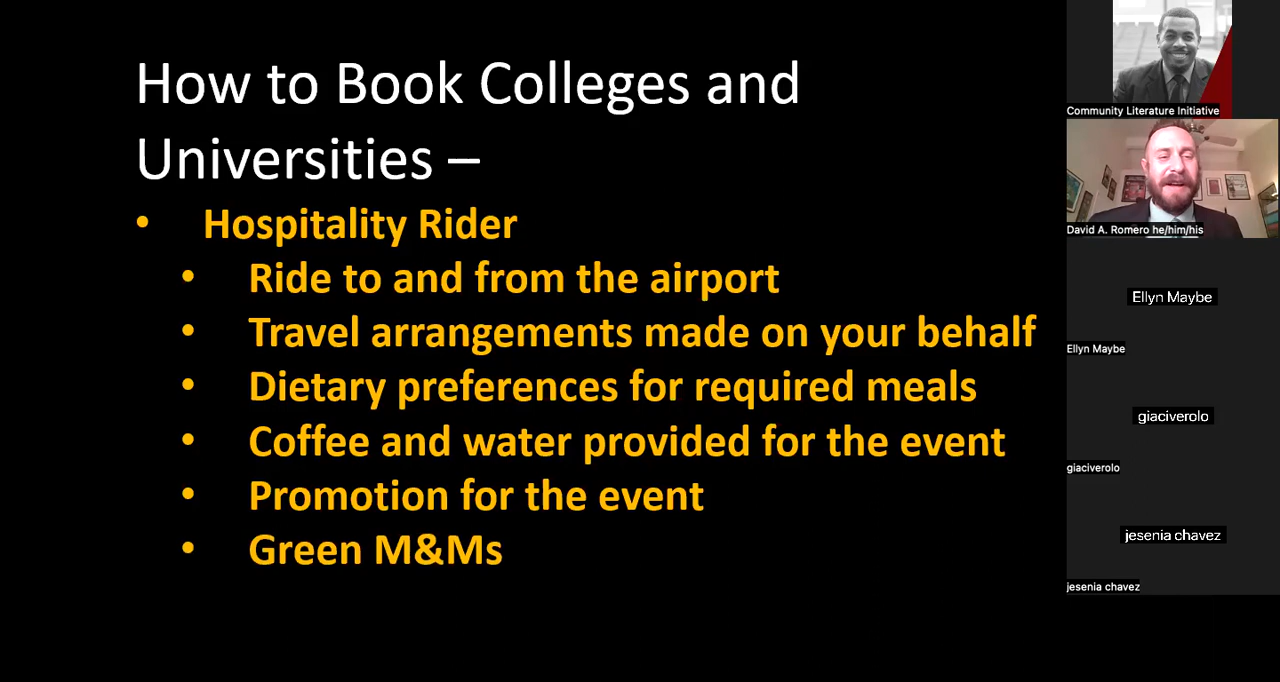 How to Book Colleges and
Universities –
• Hospitality Rider
• Ride to and from the airport
• Travel arrangements made on your behalf
• Dietary preferences for required meals
• Coffee and water provided for the event
• Promotion for the event
• Green M&Ms
Community Literature Initiative
David A. Romero he/him/his
Ellyn Maybe
Ellyn Maybe
giaciverolo
giaciverolo
jesenia chavez
jesenia chavez